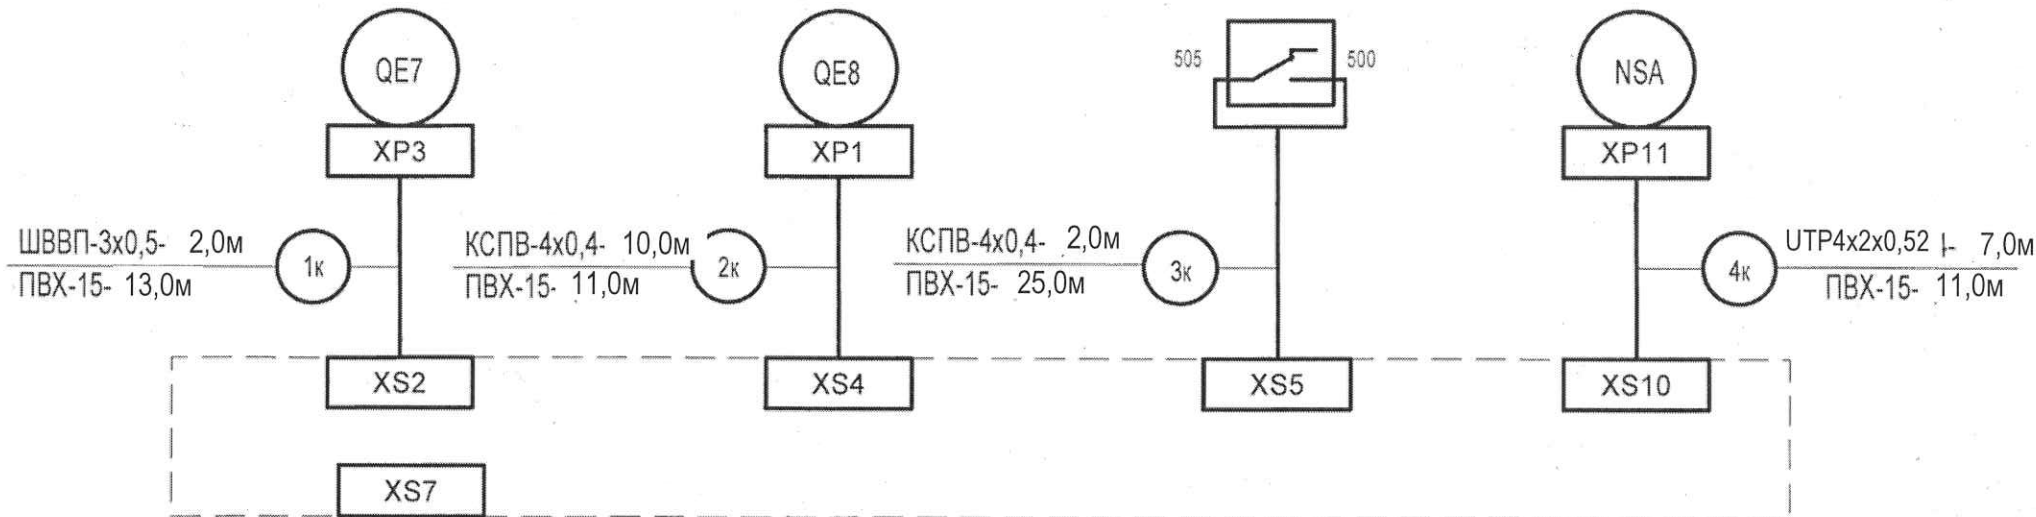 QE7
QE8
505
500
NSA
XP3
XP1
XP11
ШВВП-3х0,5- 2,0м
ПВХ-15- 13,0м
1к
КСПВ-4х0,4- 10,0м
ПВХ-15- 11,0м
2к
КСПВ-4х0,4- 2,0м
ПВХ-15- 25,0м
3к
4к
UTP4x2x0,52 - 7,0м
ПВХ-15- 11,0м
XS2
XS4
XS5
XS10
XS7